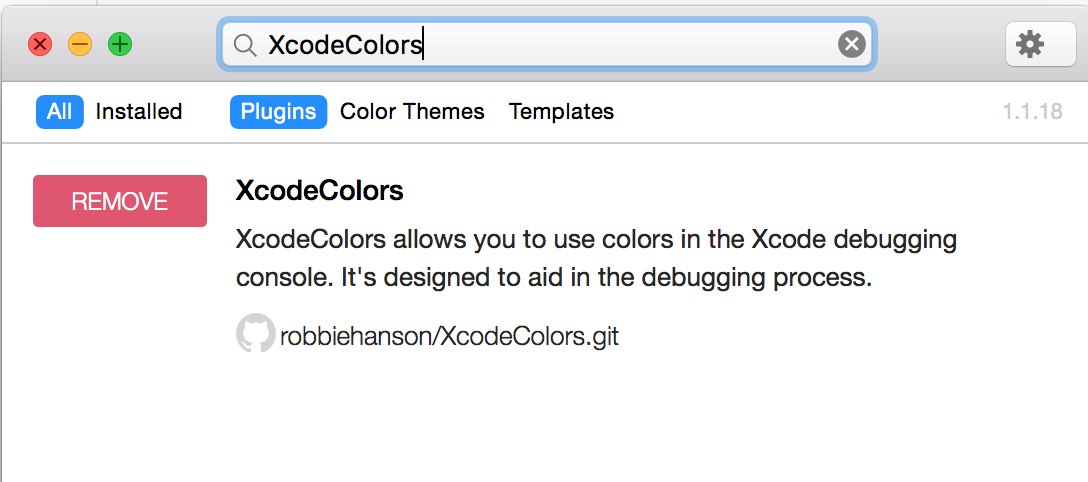 XcodeColors
All Installed Plugins Color Themes Templates 1.1.18
REMOVE
XcodeColors
XcodeColors allows you to use colors in the Xcode debugging
console. It's designed to aid in the debugging process.
robbiehanson/XcodeColors.git